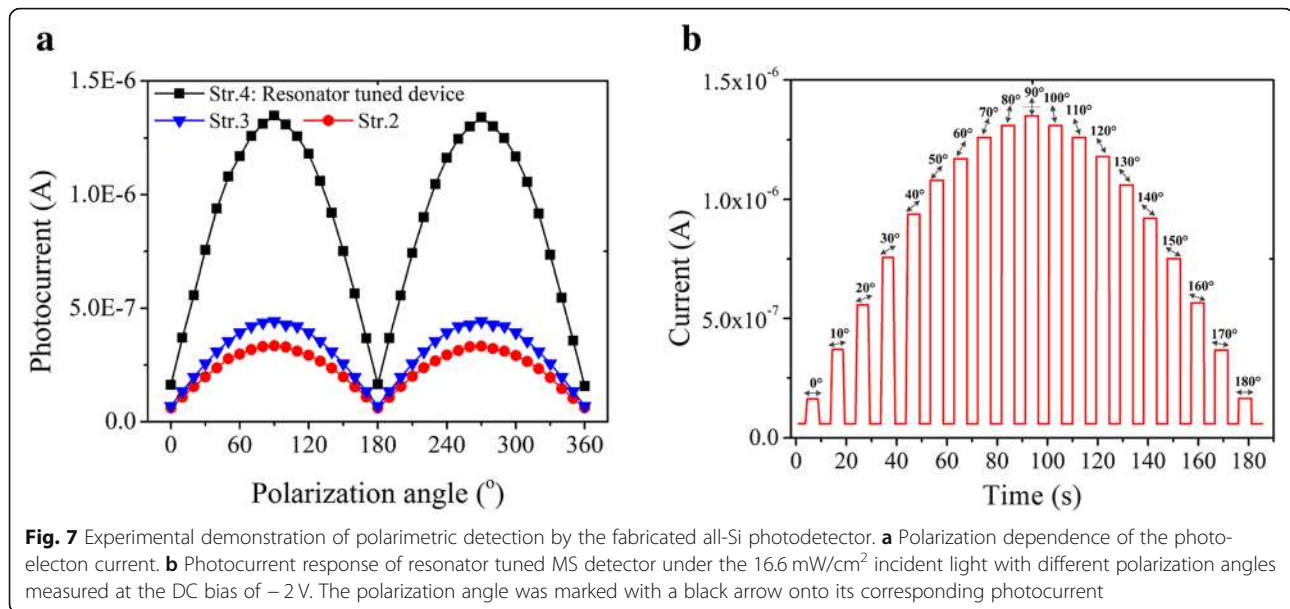 a
1.5E-6
1.0E-6
5.0E-7
0.0
Photocurrent (A)
Str.4: Resonator tuned device
Str.3 Str.2
0 60 120 180 240 300 360
Polarization angle (°)
b
1.5x10⁻⁶
1.0x10⁻⁶
5.0x10⁻⁷
0.0
Current (A)
0°
10°
20°
30°
40°
50°
60°
70°
80°
90°
100°
110°
120°
130°
140°
150°
160°
170°
180°
0 20 40 60 80 100 120 140 160 180
Time (s)
Fig. 7 Experimental demonstration of polarimetric detection by the fabricated all-Si photodetector. a Polarization dependence of the photo-
electon current. b Photocurrent response of resonator tuned MS detector under the 16.6 mW/cm² incident light with different polarization angles
measured at the DC bias of − 2 V. The polarization angle was marked with a black arrow onto its corresponding photocurrent